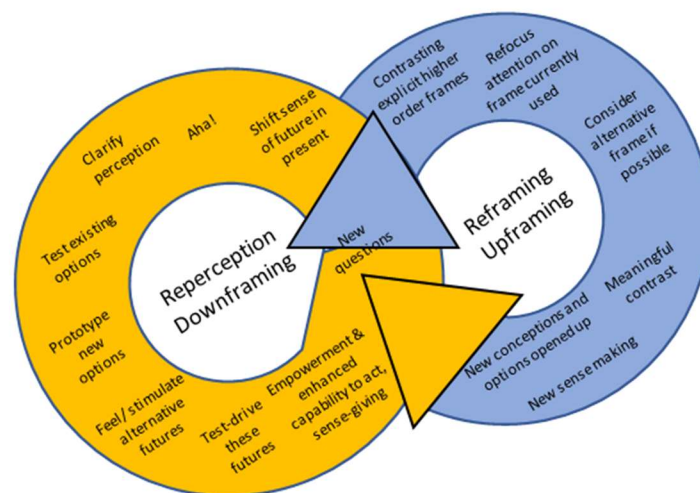 Contrasting
explicit higher
order frames
Refocus
attention on
frame currently
used
Consider
alternative
frame if
possible
Meaningful
contrast
New sense making
New conceptions and
options opened up
Reframing
Upframing
Shift sense
of future in
present
Aha!
Clarify
perception
Test existing
options
Prototype
new
options
Feel/ stimulate
alternative
futures
Test-drive
these
futures
Empowerment &
enhanced
capability to act,
sense-giving
New
questions
Reperception
Downframing